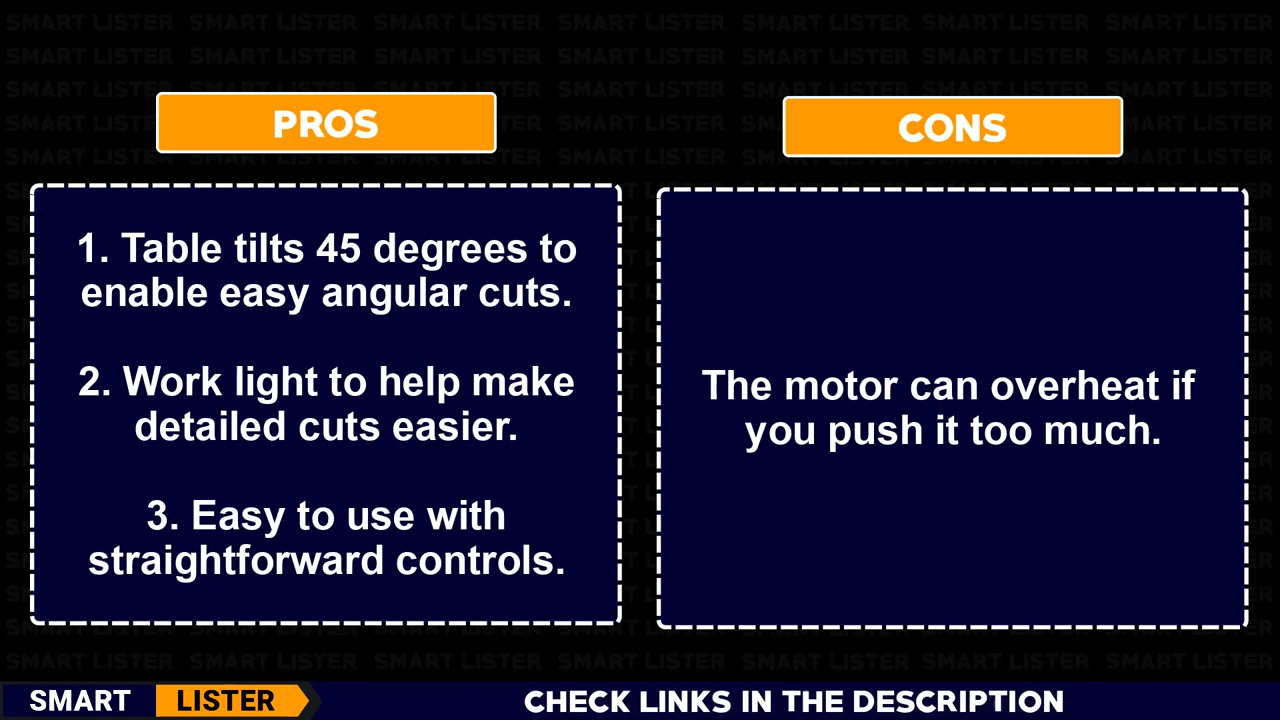 PROS
1. Table tilts 45 degrees to
enable easy angular cuts.
2. Work light to help make
detailed cuts easier.
3. Easy to use with
straightforward controls.
CONS
The motor can overheat if
you push it too much.
SMART LISTER
CHECK LINKS IN THE DESCRIPTION